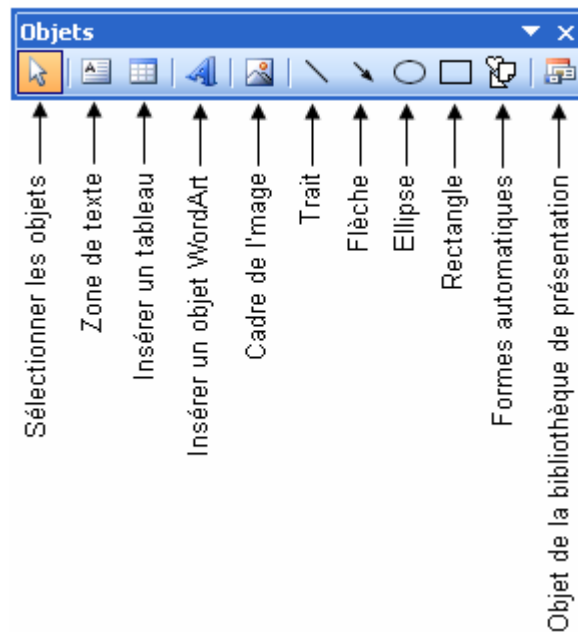 Objets
Sélectionner les objets
Zone de texte
Insérer un tableau
Insérer un objet WordArt
Cadre de l'mage
Trait
Flèche
Ellipse
Rectangle
Formes automatiques
Objet de la bibliothèque de présentation